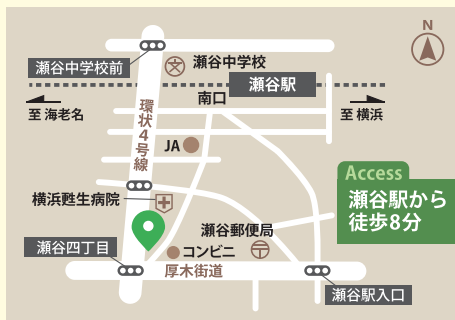 N
瀬谷中学校前
瀬谷中学校
瀬谷駅
至 海老名
南口
至 横浜
環状4号線
JA
Access
瀬谷駅から
徒歩8分
横浜甦生病院
瀬谷郵便局
瀬谷四丁目
コンビニ
厚木街道
瀬谷駅入口